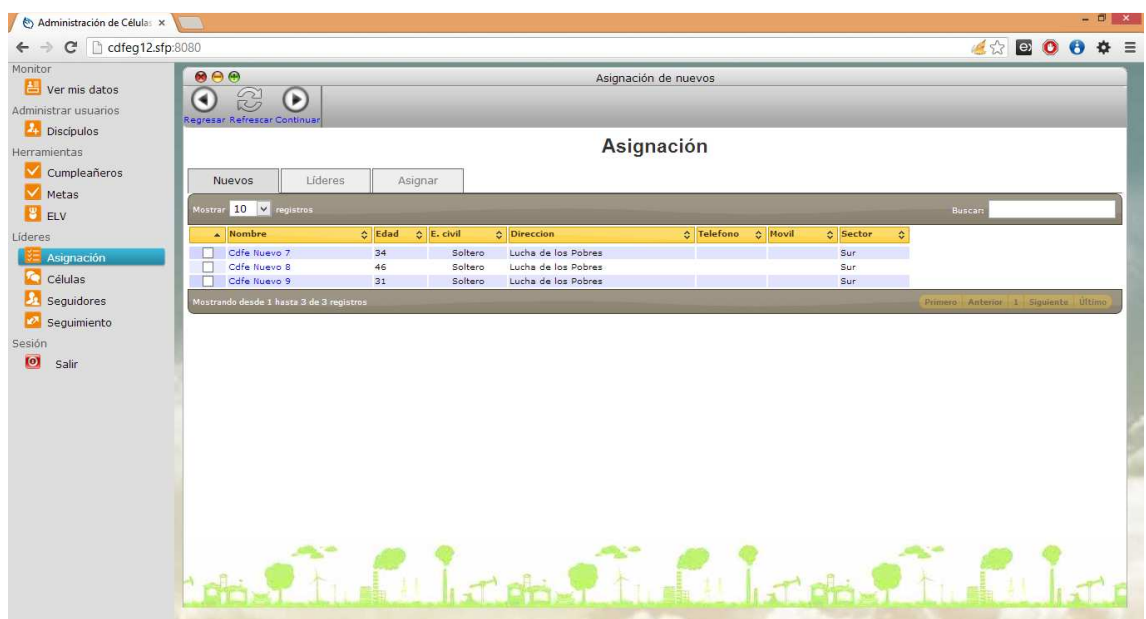 Administración de Células
cdfeg12.sfp:8080
Monitor
Ver mis datos
Administrar usuarios
Discípulos
Herramientas
Cumpleañeros
Metas
ELV
Líderes
Asignación
Células
Seguidores
Seguimiento
Sesión
Salir
Asignación de nuevos
Regresar Refrescar Continuar
Asignación
Nuevos Líderes Asignar
Mostrar 10 registros Buscar:
Nombre Edad E. civil Direccion Telefono Movil Sector
Cdfe Nuevo 7 34 Soltero Lucha de los Pobres Sur
Cdfe Nuevo 8 46 Soltero Lucha de los Pobres Sur
Cdfe Nuevo 9 31 Soltero Lucha de los Pobres Sur
Mostrando desde 1 hasta 3 de 3 registros Primero Anterior 1 Siguiente Último